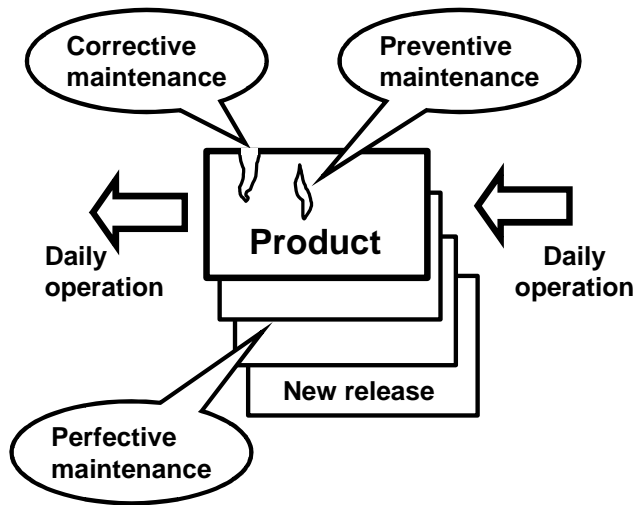 Corrective
maintenance
Preventive
maintenance
Product
Daily
operation
Daily
operation
New release
Perfective
maintenance